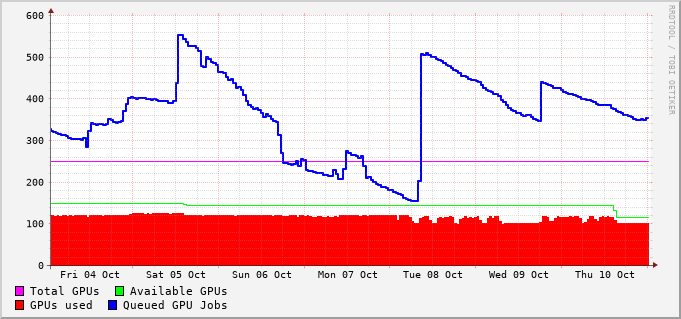 600
500
400
300
200
100
0
Fri 04 Oct Sat 05 Oct Sun 06 Oct Mon 07 Oct Tue 08 Oct Wed 09 Oct Thu 10 Oct
Total GPUs Available GPUs
GPUs used Queued GPU Jobs
RRDTOOL / TOBI OETIKER